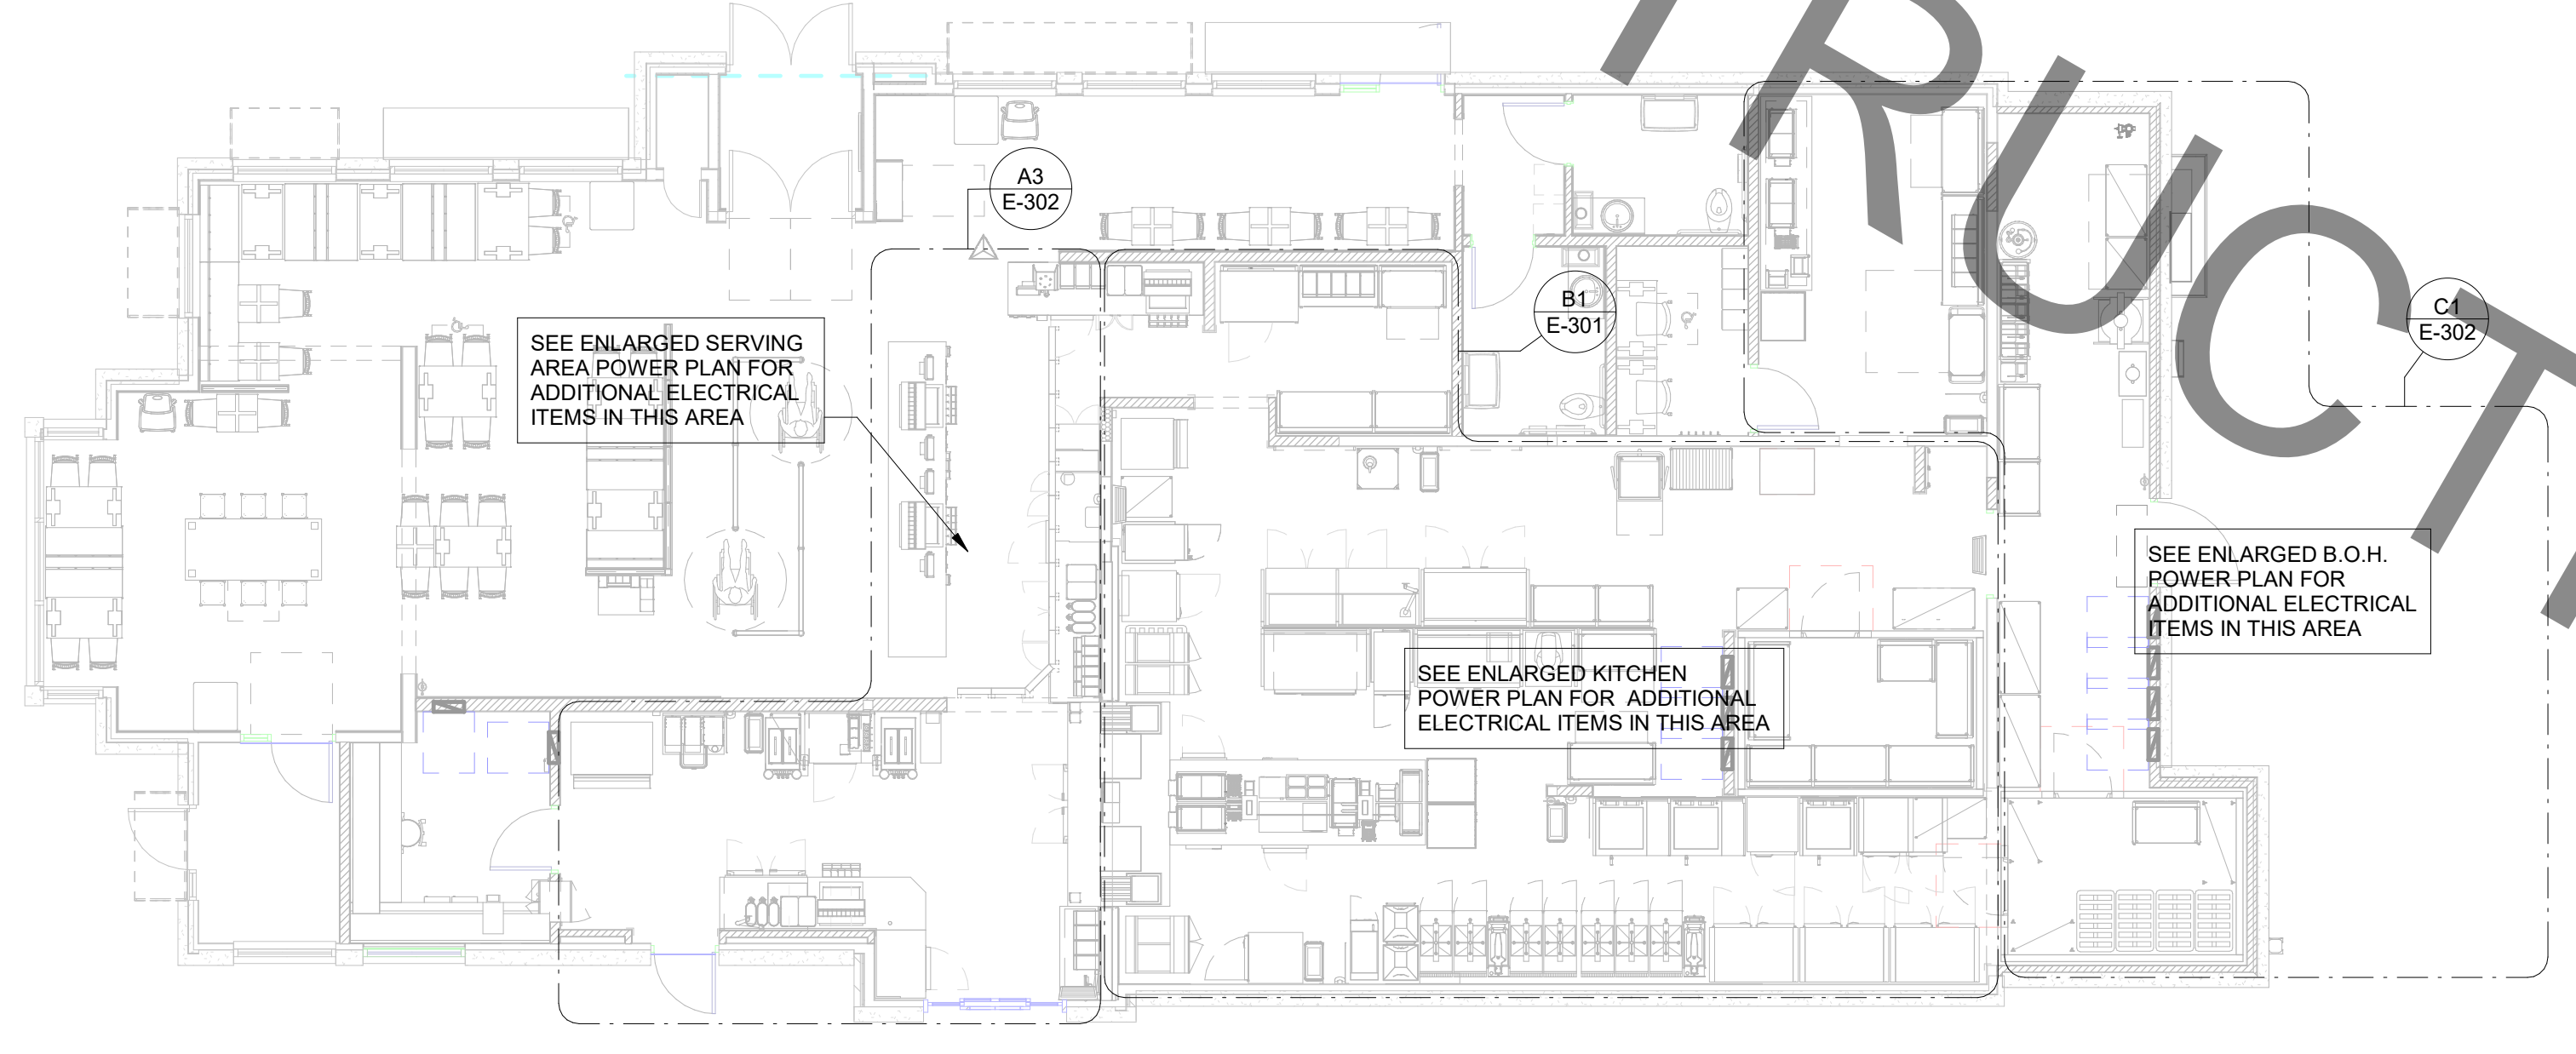 A3
E-302
B1
E-301
C1
E-302
SEE ENLARGED SERVING
AREA POWER PLAN FOR
ADDITIONAL ELECTRICAL
ITEMS IN THIS AREA
SEE ENLARGED B.O.H.
POWER PLAN FOR
ADDITIONAL ELECTRICAL
ITEMS IN THIS AREA
SEE ENLARGED KITCHEN
POWER PLAN FOR ADDITIONAL
ELECTRICAL ITEMS IN THIS AREA
TRUCT